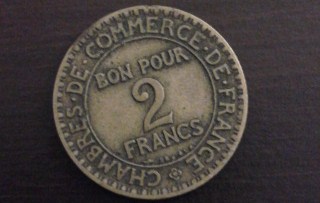 CHAMBRES·DE·COMMERCE·DE·FRANCE
BON POUR
2
FRANCS